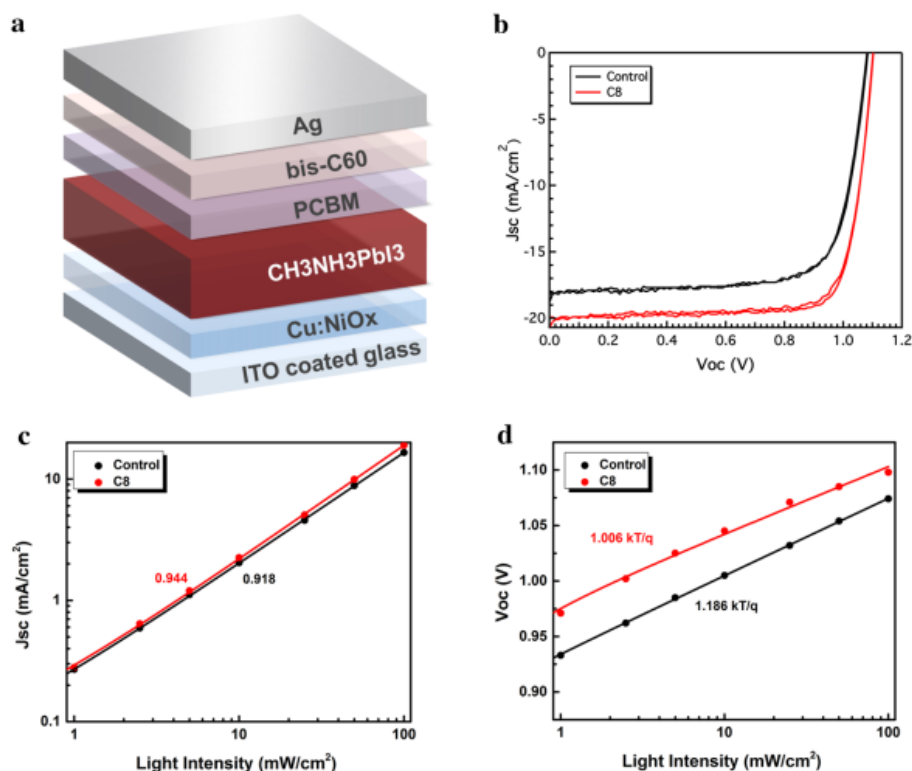 a
Ag
bis-C60
PCBM
CH3NH3PbI3
Cu:NiOx
ITO coated glass
b
Control
C8
0
-5
-10
-15
-20
Jsc (mA/cm²)
0.0
0.2
0.4
0.6
0.8
1.0
1.2
Voc (V)
c
Control
C8
10
1
0.1
Jsc (mA/cm²)
0.944
0.918
1
10
100
Light Intensity (mW/cm²)
d
Control
C8
1.10
1.05
1.00
0.95
0.90
Voc (V)
1.006 kT/q
1.186 kT/q
1
10
100
Light Intensity (mW/cm²)